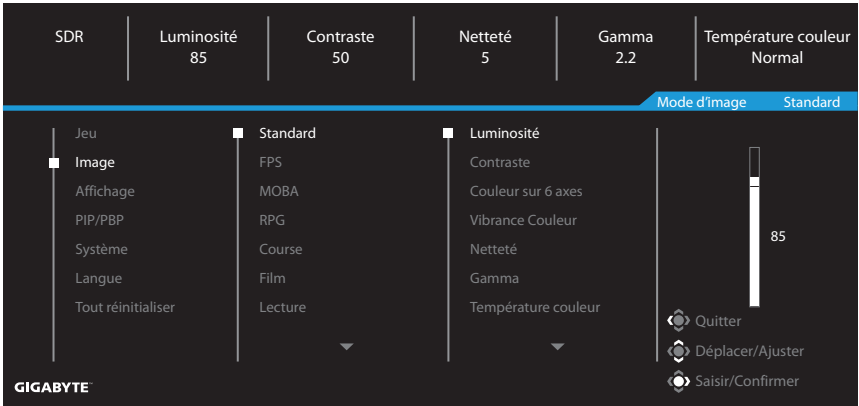 SDR
Luminosité
85
Contraste
50
Netteté
5
Gamma
2.2
Température couleur
Normal
Mode d'image Standard
Jeu
Image
Affichage
PIP/PBP
Système
Langue
Tout réinitialiser
Standard
FPS
MOBA
RPG
Course
Film
Lecture
Luminosité
Contraste
Couleur sur 6 axes
Vibrance Couleur
Netteté
Gamma
Température couleur
85
Quitter
Déplacer/Ajuster
Saisir/Confirmer
GIGABYTE™